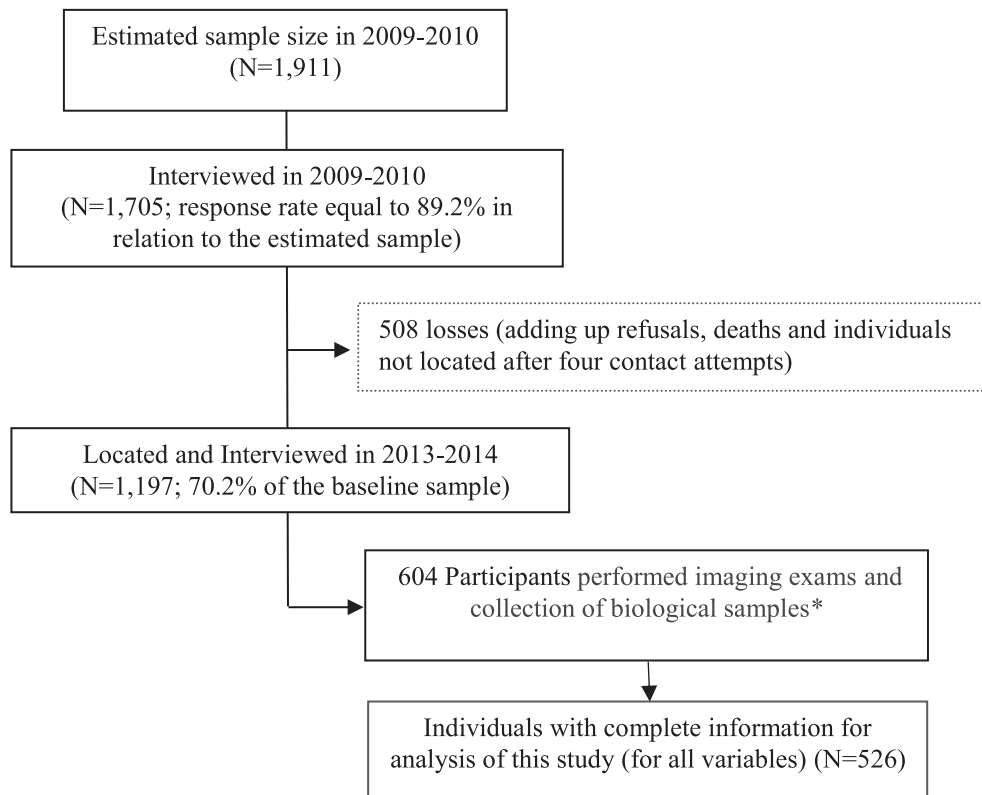 Estimated sample size in 2009-2010
(N=1,911)
Interviewed in 2009-2010
(N=1,705; response rate equal to 89.2% in
relation to the estimated sample)
508 losses (adding up refusals, deaths and individuals
not located after four contact attempts)
Located and Interviewed in 2013-2014
(N=1,197; 70.2% of the baseline sample)
604 Participants performed imaging exams and
collection of biological samples*
Individuals with complete information for
analysis of this study (for all variables) (N=526)